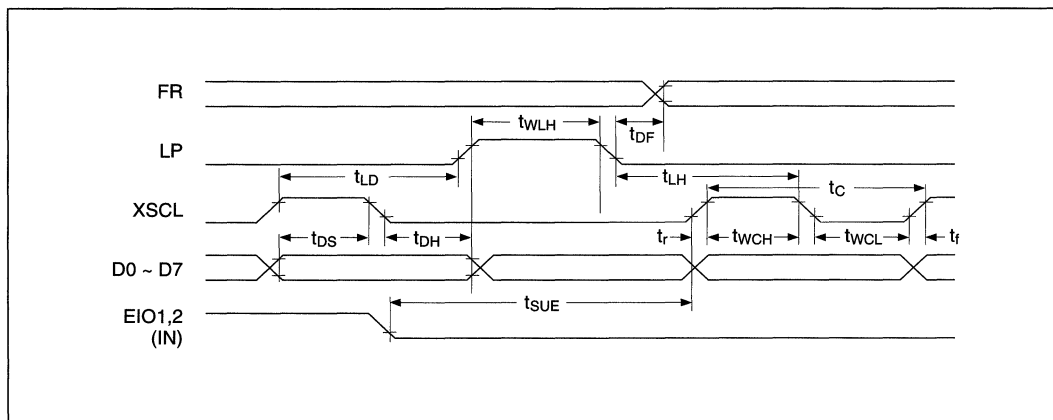 FR
tWLH
tDF
LP
tLD
tLH
tC
XSCL
tDS
tDH
tr
tWCH
tWCL
tf
D0 ~ D7
tSUE
EIO1,2
(IN)